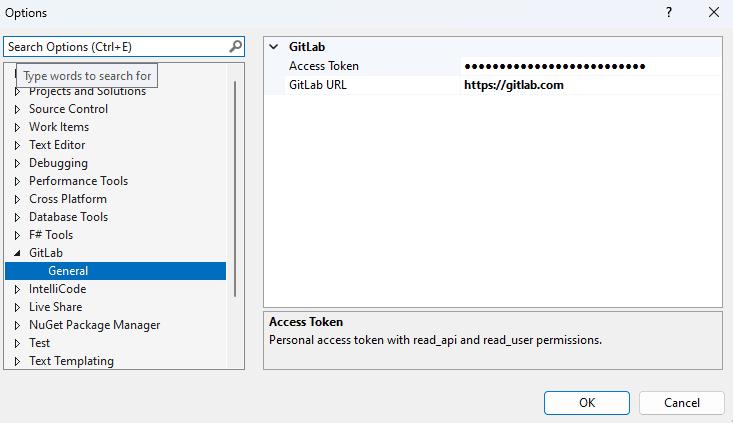 Options
?
Search Options (Ctrl+E)
Type words to search for
Projects and Solutions
Source Control
Work Items
Text Editor
Debugging
Performance Tools
Cross Platform
Database Tools
F# Tools
GitLab
General
IntelliCode
Live Share
NuGet Package Manager
Test
Text Templating
GitLab
Access Token ●●●●●●●●●●●●●●●●●●●●●●●●●●
GitLab URL https://gitlab.com
Access Token
Personal access token with read_api and read_user permissions.
OK Cancel